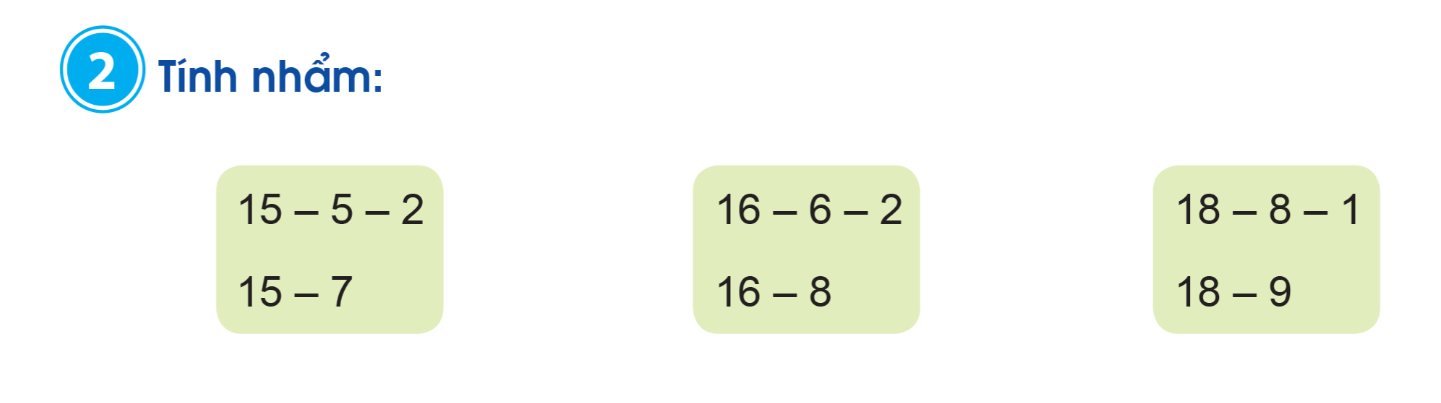 2 Tính nhẩm:
15 – 5 – 2
15 – 7
16 – 6 – 2
16 – 8
18 – 8 – 1
18 – 9